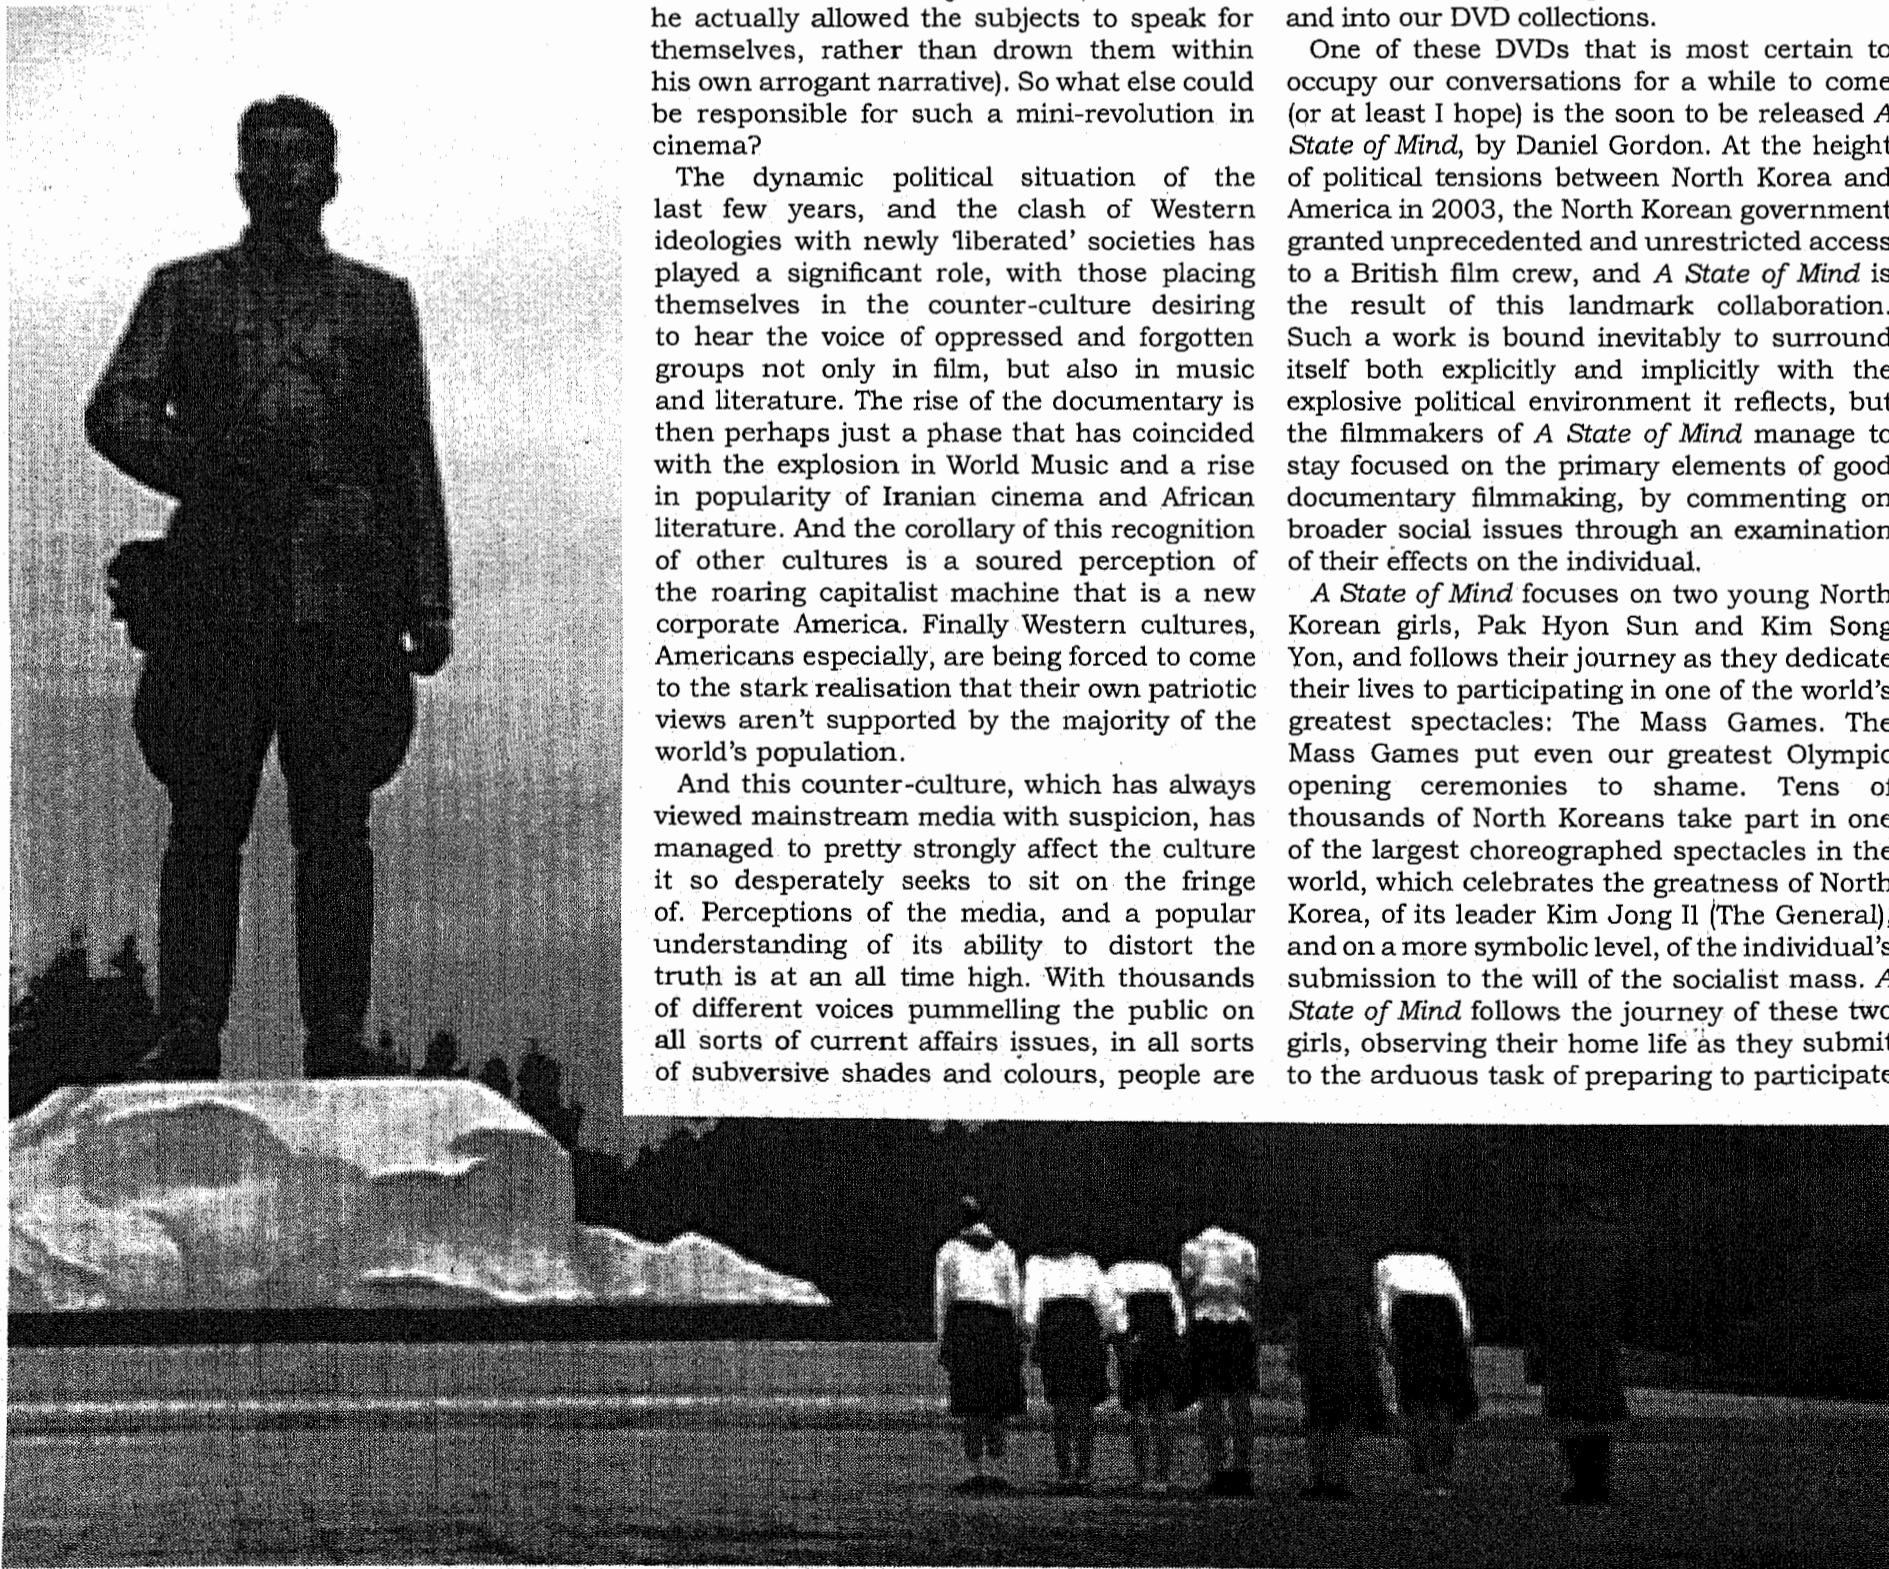 he actually allowed the subjects to speak for
themselves, rather than drown them within
his own arrogant narrative). So what else could
be responsible for such a mini-revolution in
cinema?
The dynamic political situation of the
last few years, and the clash of Western
ideologies with newly 'liberated' societies has
played a significant role, with those placing
themselves in the counter-culture desiring
to hear the voice of oppressed and forgotten
groups not only in film, but also in music
and literature. The rise of the documentary is
then perhaps just a phase that has coincided
with the explosion in World Music and a rise
in popularity of Iranian cinema and African
literature. And the corollary of this recognition
of other cultures is a soured perception of
the roaring capitalist machine that is a new
corporate America. Finally Western cultures,
Americans especially, are being forced to come
to the stark realisation that their own patriotic
views aren't supported by the majority of the
world's population.
And this counter-culture, which has always
viewed mainstream media with suspicion, has
managed to pretty strongly affect the culture
it so desperately seeks to sit on the fringe
of. Perceptions of the media, and a popular
understanding of its ability to distort the
truth is at an all time high. With thousands
of different voices pummelling the public on
all sorts of current affairs issues, in all sorts
of subversive shades and colours, people are
and into our DVD collections.
One of these DVDs that is most certain to
occupy our conversations for a while to come
(or at least I hope) is the soon to be released A
State of Mind, by Daniel Gordon. At the height
of political tensions between North Korea and
America in 2003, the North Korean government
granted unprecedented and unrestricted access
to a British film crew, and A State of Mind is
the result of this landmark collaboration.
Such a work is bound inevitably to surround
itself both explicitly and implicitly with the
explosive political environment it reflects, but
the filmmakers of A State of Mind manage to
stay focused on the primary elements of good
documentary filmmaking, by commenting on
broader social issues through an examination
of their effects on the individual.
A State of Mind focuses on two young North
Korean girls, Pak Hyon Sun and Kim Song
Yon, and follows their journey as they dedicate
their lives to participating in one of the world's
greatest spectacles: The Mass Games. The
Mass Games put even our greatest Olympic
opening ceremonies to shame. Tens of
thousands of North Koreans take part in one
of the largest choreographed spectacles in the
world, which celebrates the greatness of North
Korea, of its leader Kim Jong Il (The General),
and on a more symbolic level, of the individual's
submission to the will of the socialist mass. A
State of Mind follows the journey of these two
girls, observing their home life as they submit
to the arduous task of preparing to participate